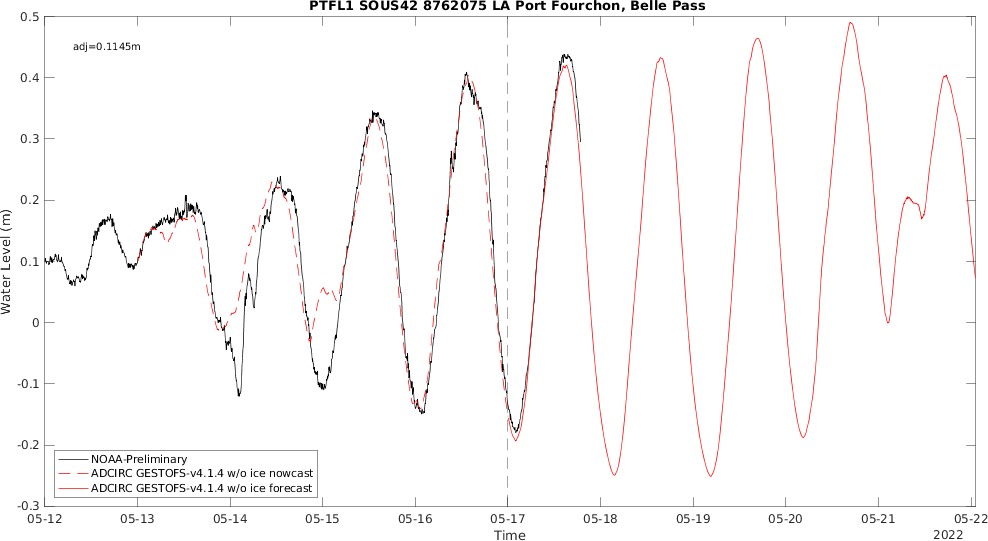 PTFL1 SOUS42 8762075 LA Port Fourchon, Belle Pass
adj=0.1145m
0.5
0.4
0.3
0.2
0.1
0
-0.1
-0.2
-0.3
Water Level (m)
NOAA-Preliminary
ADCIRC GESTOFS-v4.1.4 w/o ice nowcast
ADCIRC GESTOFS-v4.1.4 w/o ice forecast
05-12 05-13 05-14 05-15 05-16 05-17 05-18 05-19 05-20 05-21 05-22
Time
2022